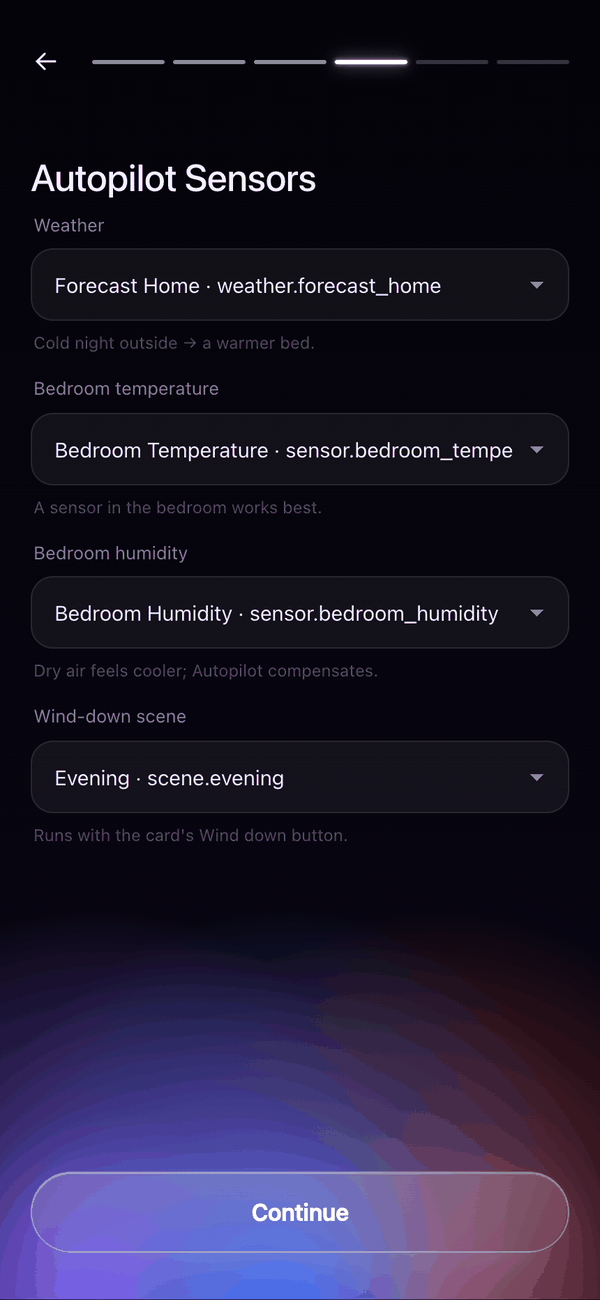 Autopilot Sensors
Weather
Forecast Home · weather.forecast_home
Cold night outside → a warmer bed.
Bedroom temperature
Bedroom Temperature · sensor.bedroom_tempe
A sensor in the bedroom works best.
Bedroom humidity
Bedroom Humidity · sensor.bedroom_humidity
Dry air feels cooler; Autopilot compensates.
Wind-down scene
Evening · scene.evening
Runs with the card's Wind down button.
Continue